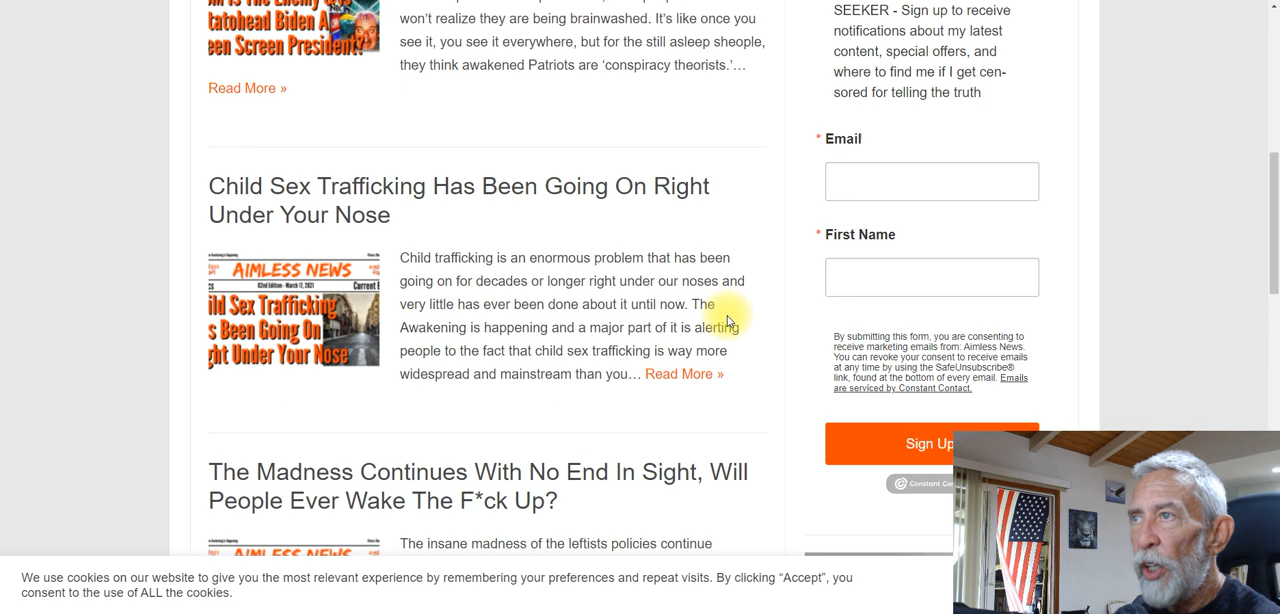 om Is The Enemy &
tatohead Biden A
een Screen President?
won't realize they are being brainwashed. It's like once you
see it, you see it everywhere, but for the still asleep sheople,
they think awakened Patriots are 'conspiracy theorists.'…
Read More »
Child Sex Trafficking Has Been Going On Right
Under Your Nose
AIMLESS NEWS
82nd Edition - March 17, 2021
Current E
ild Sex Trafficking
s Been Going On
ght Under Your Nose
Child trafficking is an enormous problem that has been
going on for decades or longer right under our noses and
very little has ever been done about it until now. The
Awakening is happening and a major part of it is alerting
people to the fact that child sex trafficking is way more
widespread and mainstream than you… Read More »
The Madness Continues With No End In Sight, Will
People Ever Wake The F*ck Up?
AIMLESS NEWS
The insane madness of the leftists policies continue
SEEKER - Sign up to receive
notifications about my latest
content, special offers, and
where to find me if I get cen-
sored for telling the truth
* Email
* First Name
By submitting this form, you are consenting to
receive marketing emails from: Aimless News.
You can revoke your consent to receive emails
at any time by using the SafeUnsubscribe®
link, found at the bottom of every email. Emails
are serviced by Constant Contact.
Sign Up
Constant Co
We use cookies on our website to give you the most relevant experience by remembering your preferences and repeat visits. By clicking "Accept", you
consent to the use of ALL the cookies.